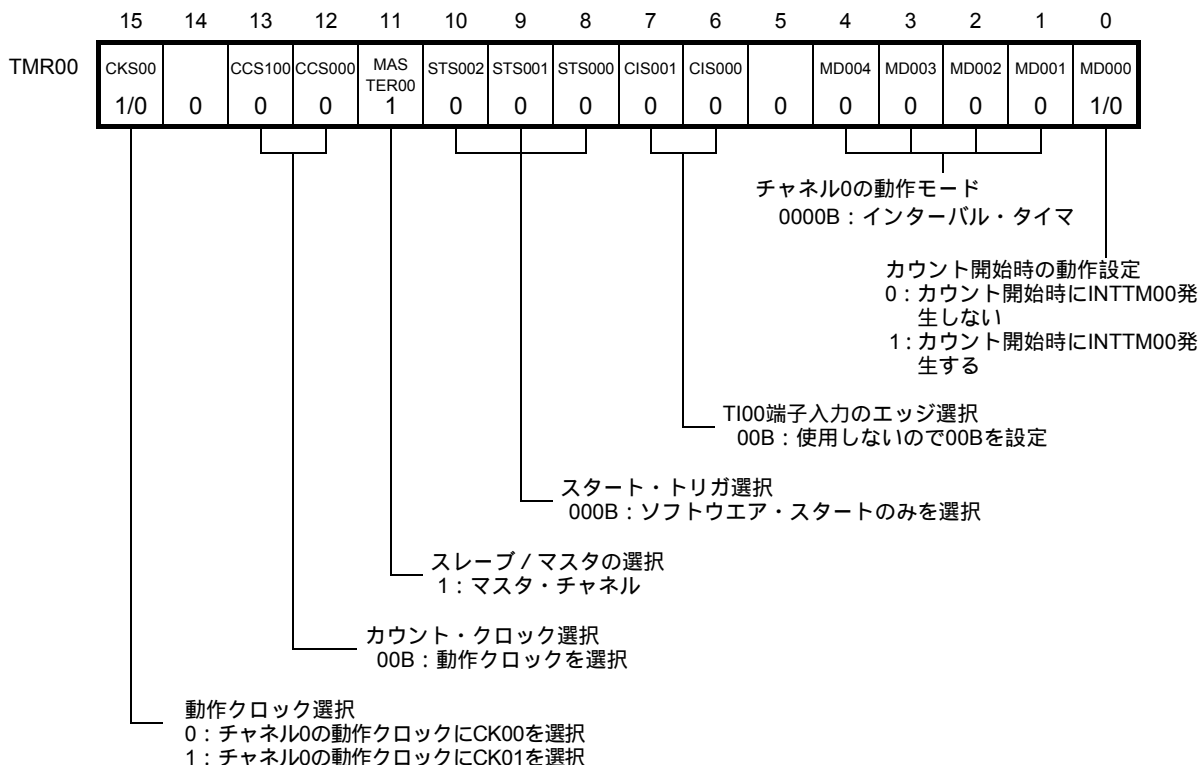 15 14 13 12 11 10 9 8 7 6 5 4 3 2 1 0
TMR00 CKS00 CCS100 CCS000 MAS TER00 STS002 STS001 STS000 CIS001 CIS000 MD004 MD003 MD002 MD001 MD000
1/0 0 0 0 1 0 0 0 0 0 0 0 0 0 0 1/0
チャネル0の動作モード
0000B：インターバル・タイマ
カウント開始時の動作設定
0：カウント開始時にINTTM00発
生しない
1：カウント開始時にINTTM00発
生する
TI00端子入力のエッジ選択
00B：使用しないので00Bを設定
スタート・トリガ選択
000B：ソフトウエア・スタートのみを選択
スレーブ／マスタの選択
1：マスタ・チャネル
カウント・クロック選択
00B：動作クロックを選択
動作クロック選択
0：チャネル0の動作クロックにCK00を選択
1：チャネル0の動作クロックにCK01を選択